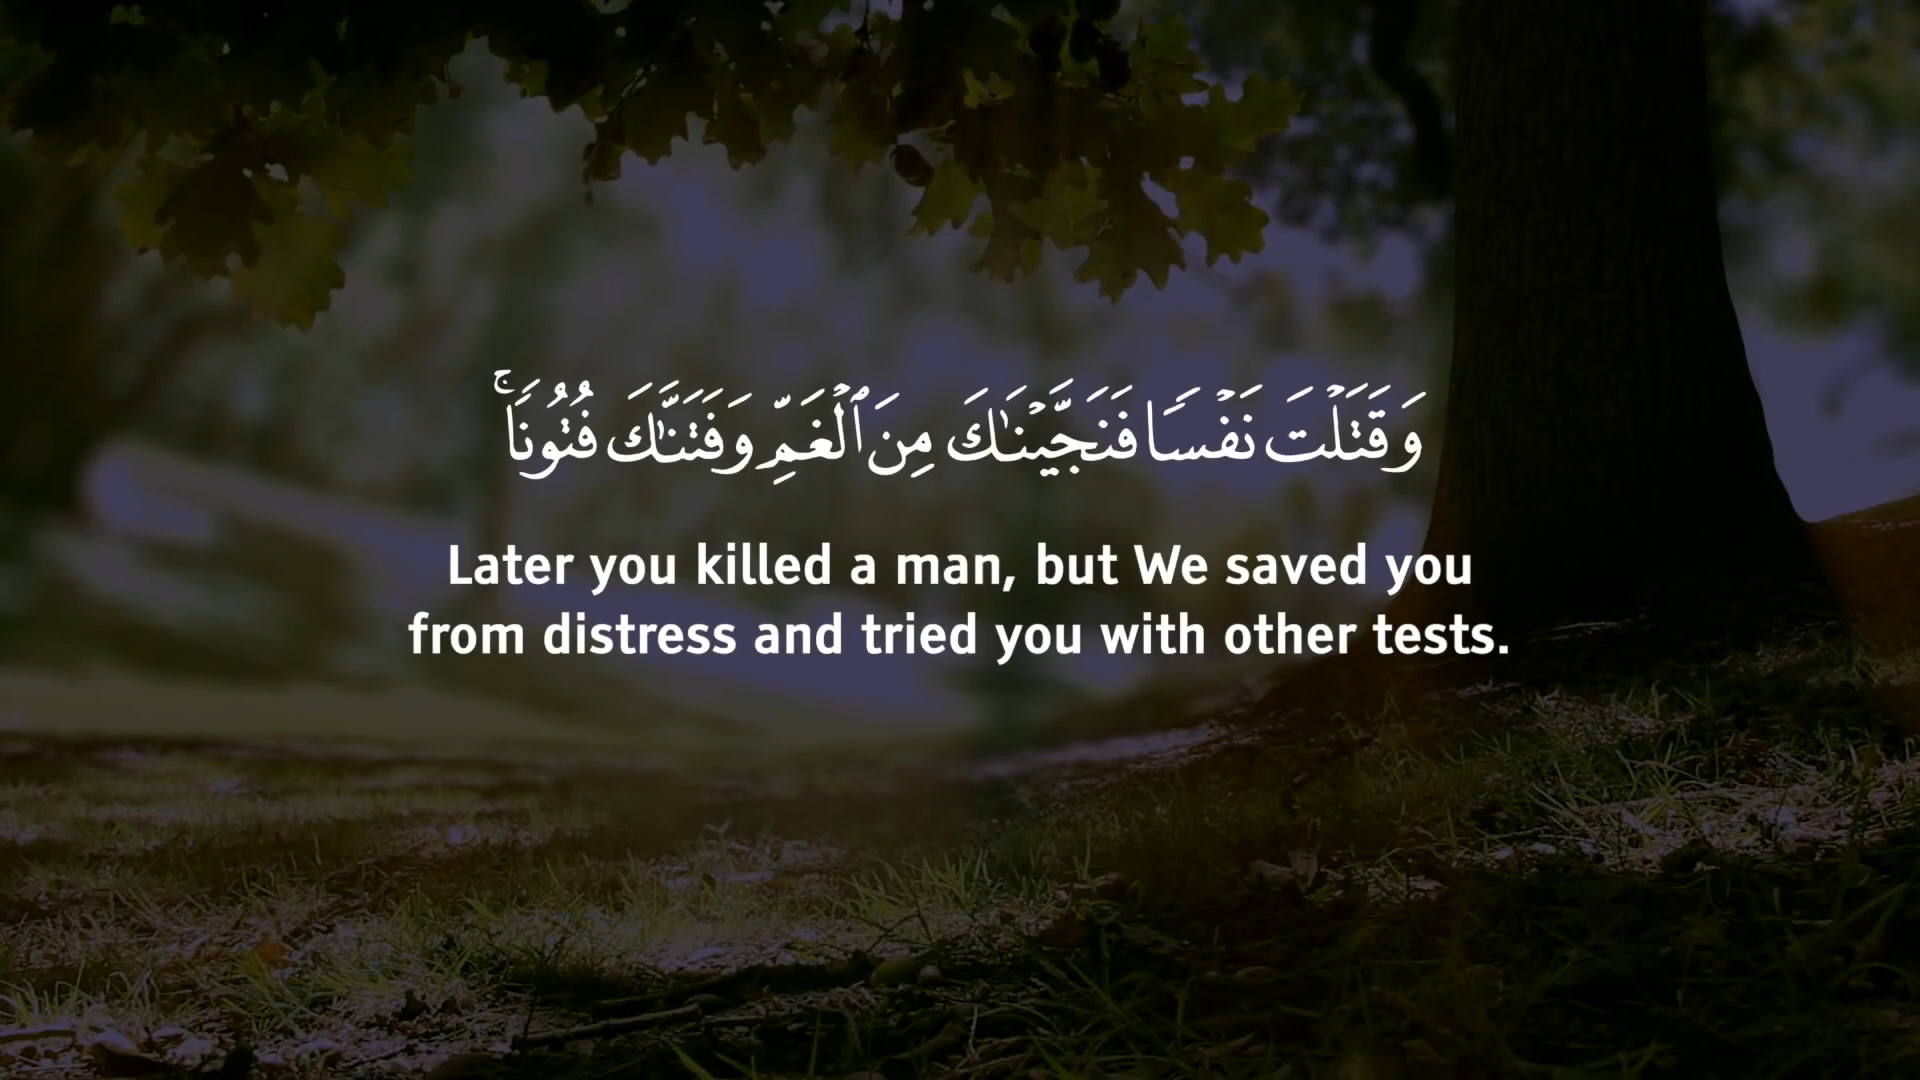 وَقَتَلْتَ نَفْسًا فَنَجَّيْنَـٰكَ مِنَ ٱلْغَمِّ وَفَتَنَّـٰكَ فُتُونًا ۚ
Later you killed a man, but We saved you
from distress and tried you with other tests.